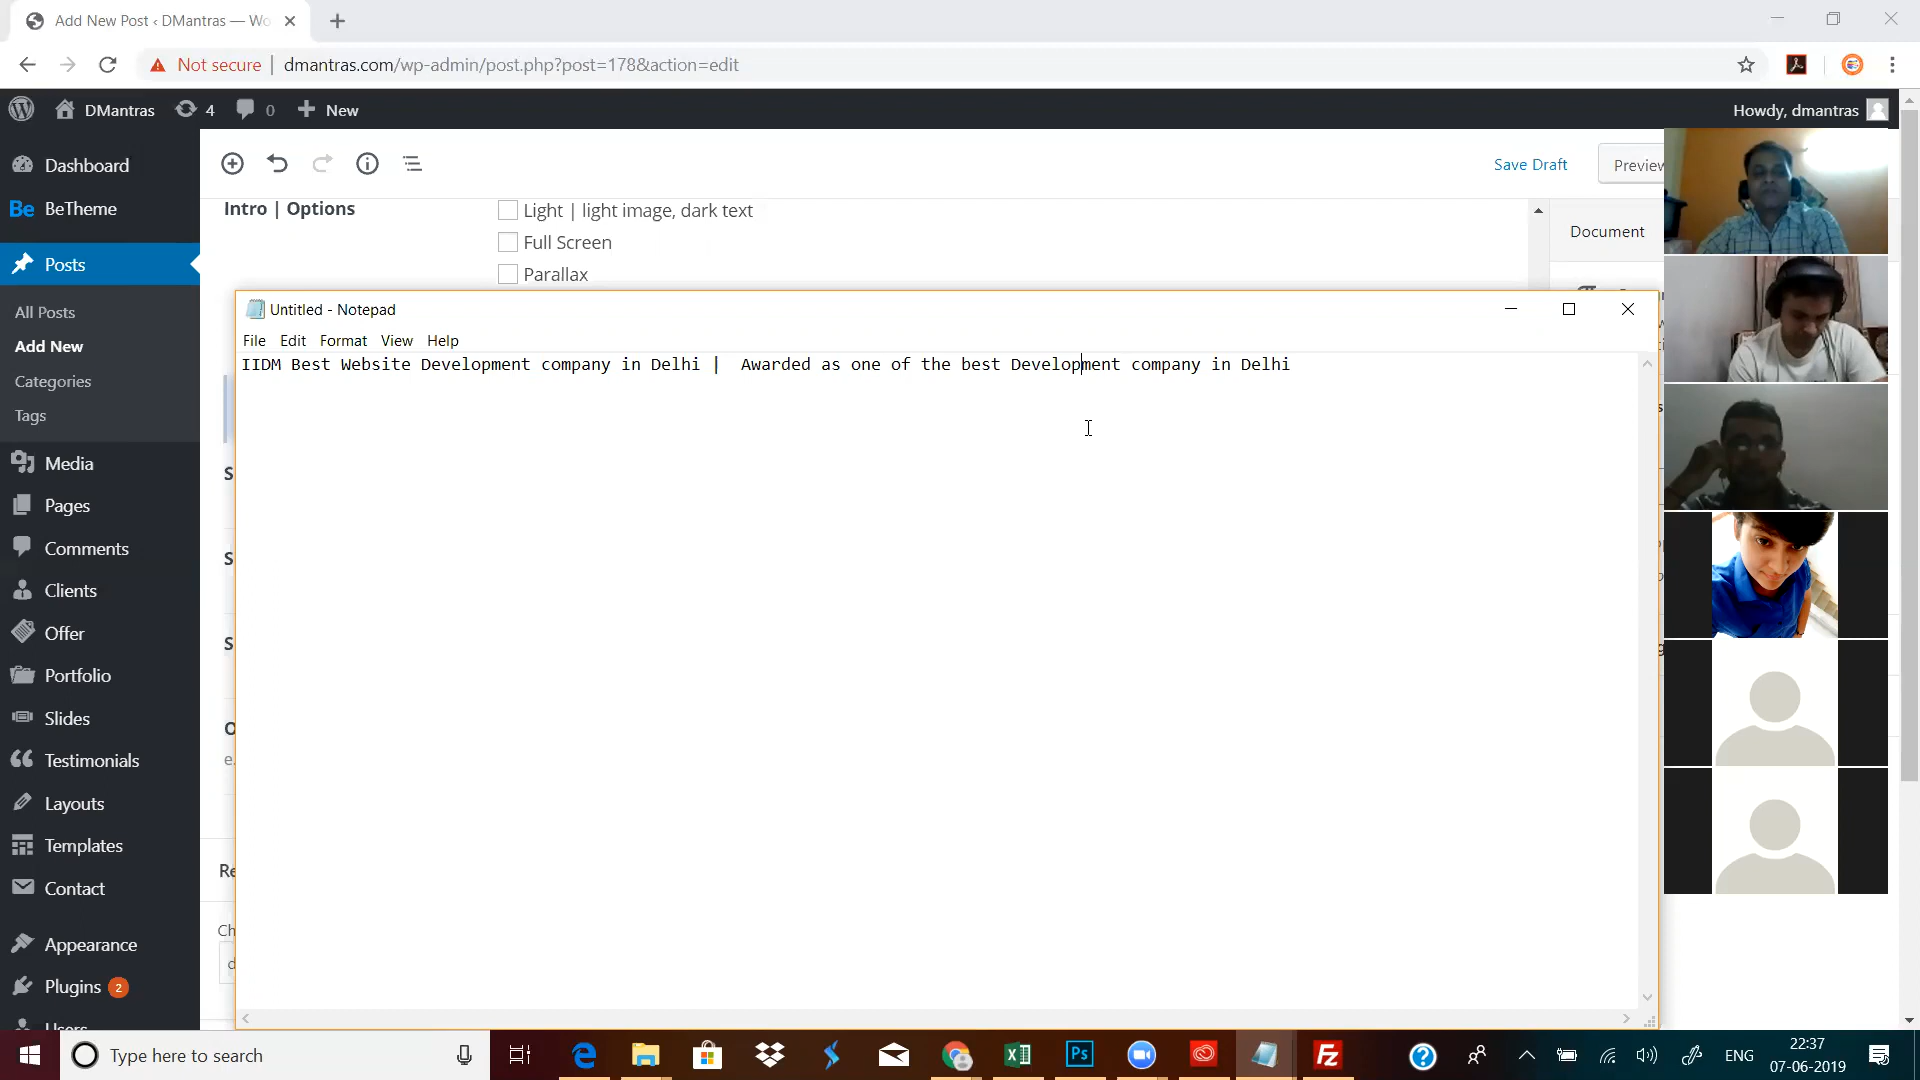 Add New Post ‹ DMantras — Wo
Not secure
dmantras.com/wp-admin/post.php?post=178&action=edit
DMantras
4
0
New
Howdy, dmantras
Dashboard
BeTheme
Posts
All Posts
Add New
Categories
Tags
Media
Pages
Comments
Clients
Offer
Portfolio
Slides
Testimonials
Layouts
Templates
Contact
Appearance
Plugins 2
Users
Save Draft
Preview
Document
Intro | Options
Light | light image, dark text
Full Screen
Parallax
Untitled - Notepad
File Edit Format View Help
IIDM Best Website Development company in Delhi |  Awarded as one of the best Development company in Delhi
Type here to search
ENG
22:37
07-06-2019